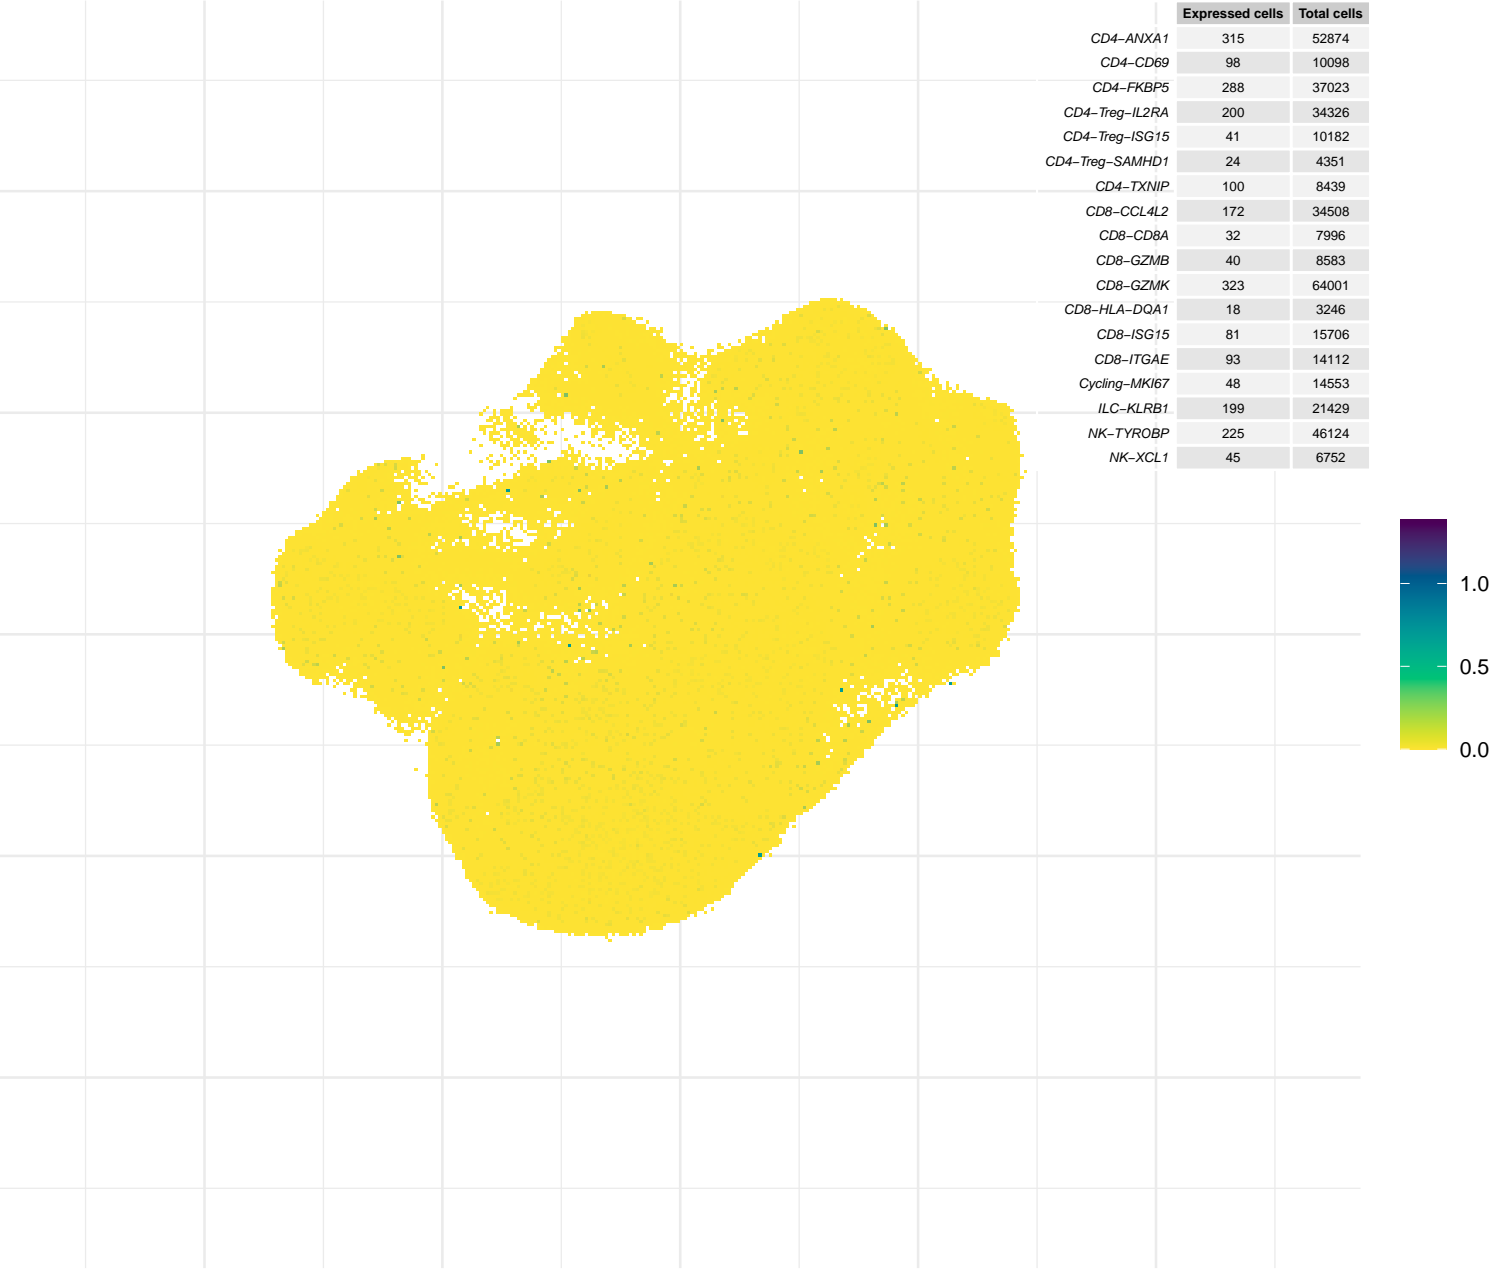 Expressed cells Total cells
CD4−ANXA1 315 52874
CD4−CD69 98 10098
CD4−FKBP5 288 37023
CD4−Treg−IL2RA 200 34326
CD4−Treg−ISG15 41 10182
CD4−Treg−SAMHD1 24 4351
CD4−TXNIP 100 8439
CD8−CCL4L2 172 34508
CD8−CD8A 32 7996
CD8−GZMB 40 8583
CD8−GZMK 323 64001
CD8−HLA−DQA1 18 3246
CD8−ISG15 81 15706
CD8−ITGAE 93 14112
Cycling−MKI67 48 14553
ILC−KLRB1 199 21429
NK−TYROBP 225 46124
NK−XCL1 45 6752
1.0
0.5
0.0